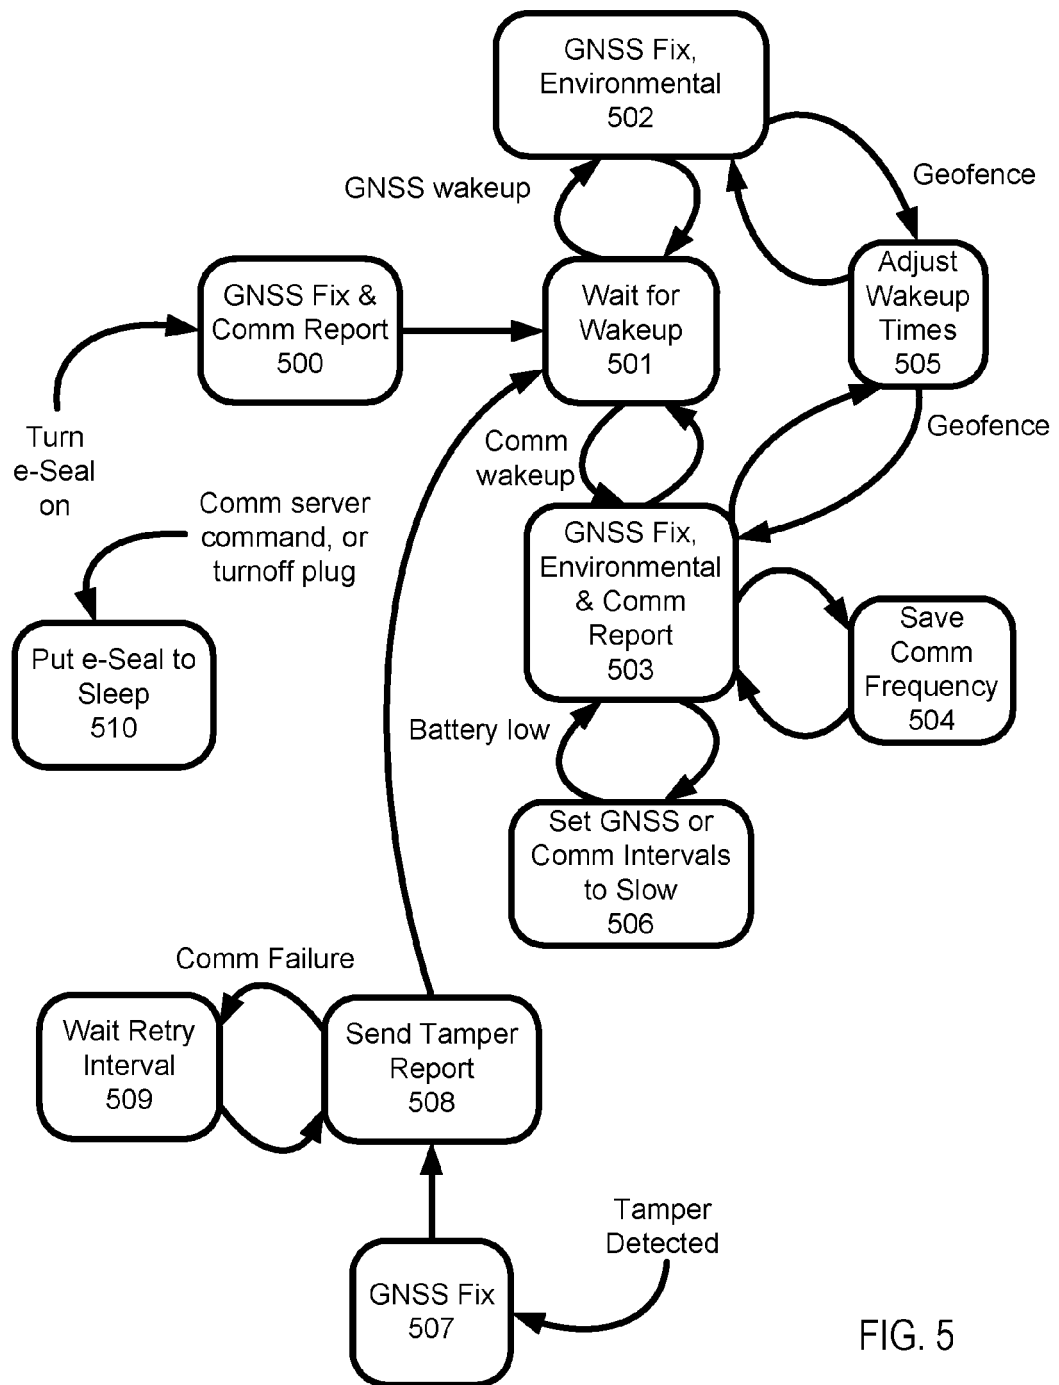 GNSS Fix,
Environmental
502
GNSS wakeup
Geofence
GNSS Fix &
Comm Report
500
Wait for
Wakeup
501
Adjust
Wakeup
Times
505
Turn
e-Seal
on
Comm
wakeup
Geofence
Comm server
command, or
turnoff plug
GNSS Fix,
Environmental
& Comm
Report
503
Save
Comm
Frequency
504
Put e-Seal to
Sleep
510
Battery low
Set GNSS or
Comm Intervals
to Slow
506
Comm Failure
Wait Retry
Interval
509
Send Tamper
Report
508
Tamper
Detected
GNSS Fix
507
FIG. 5